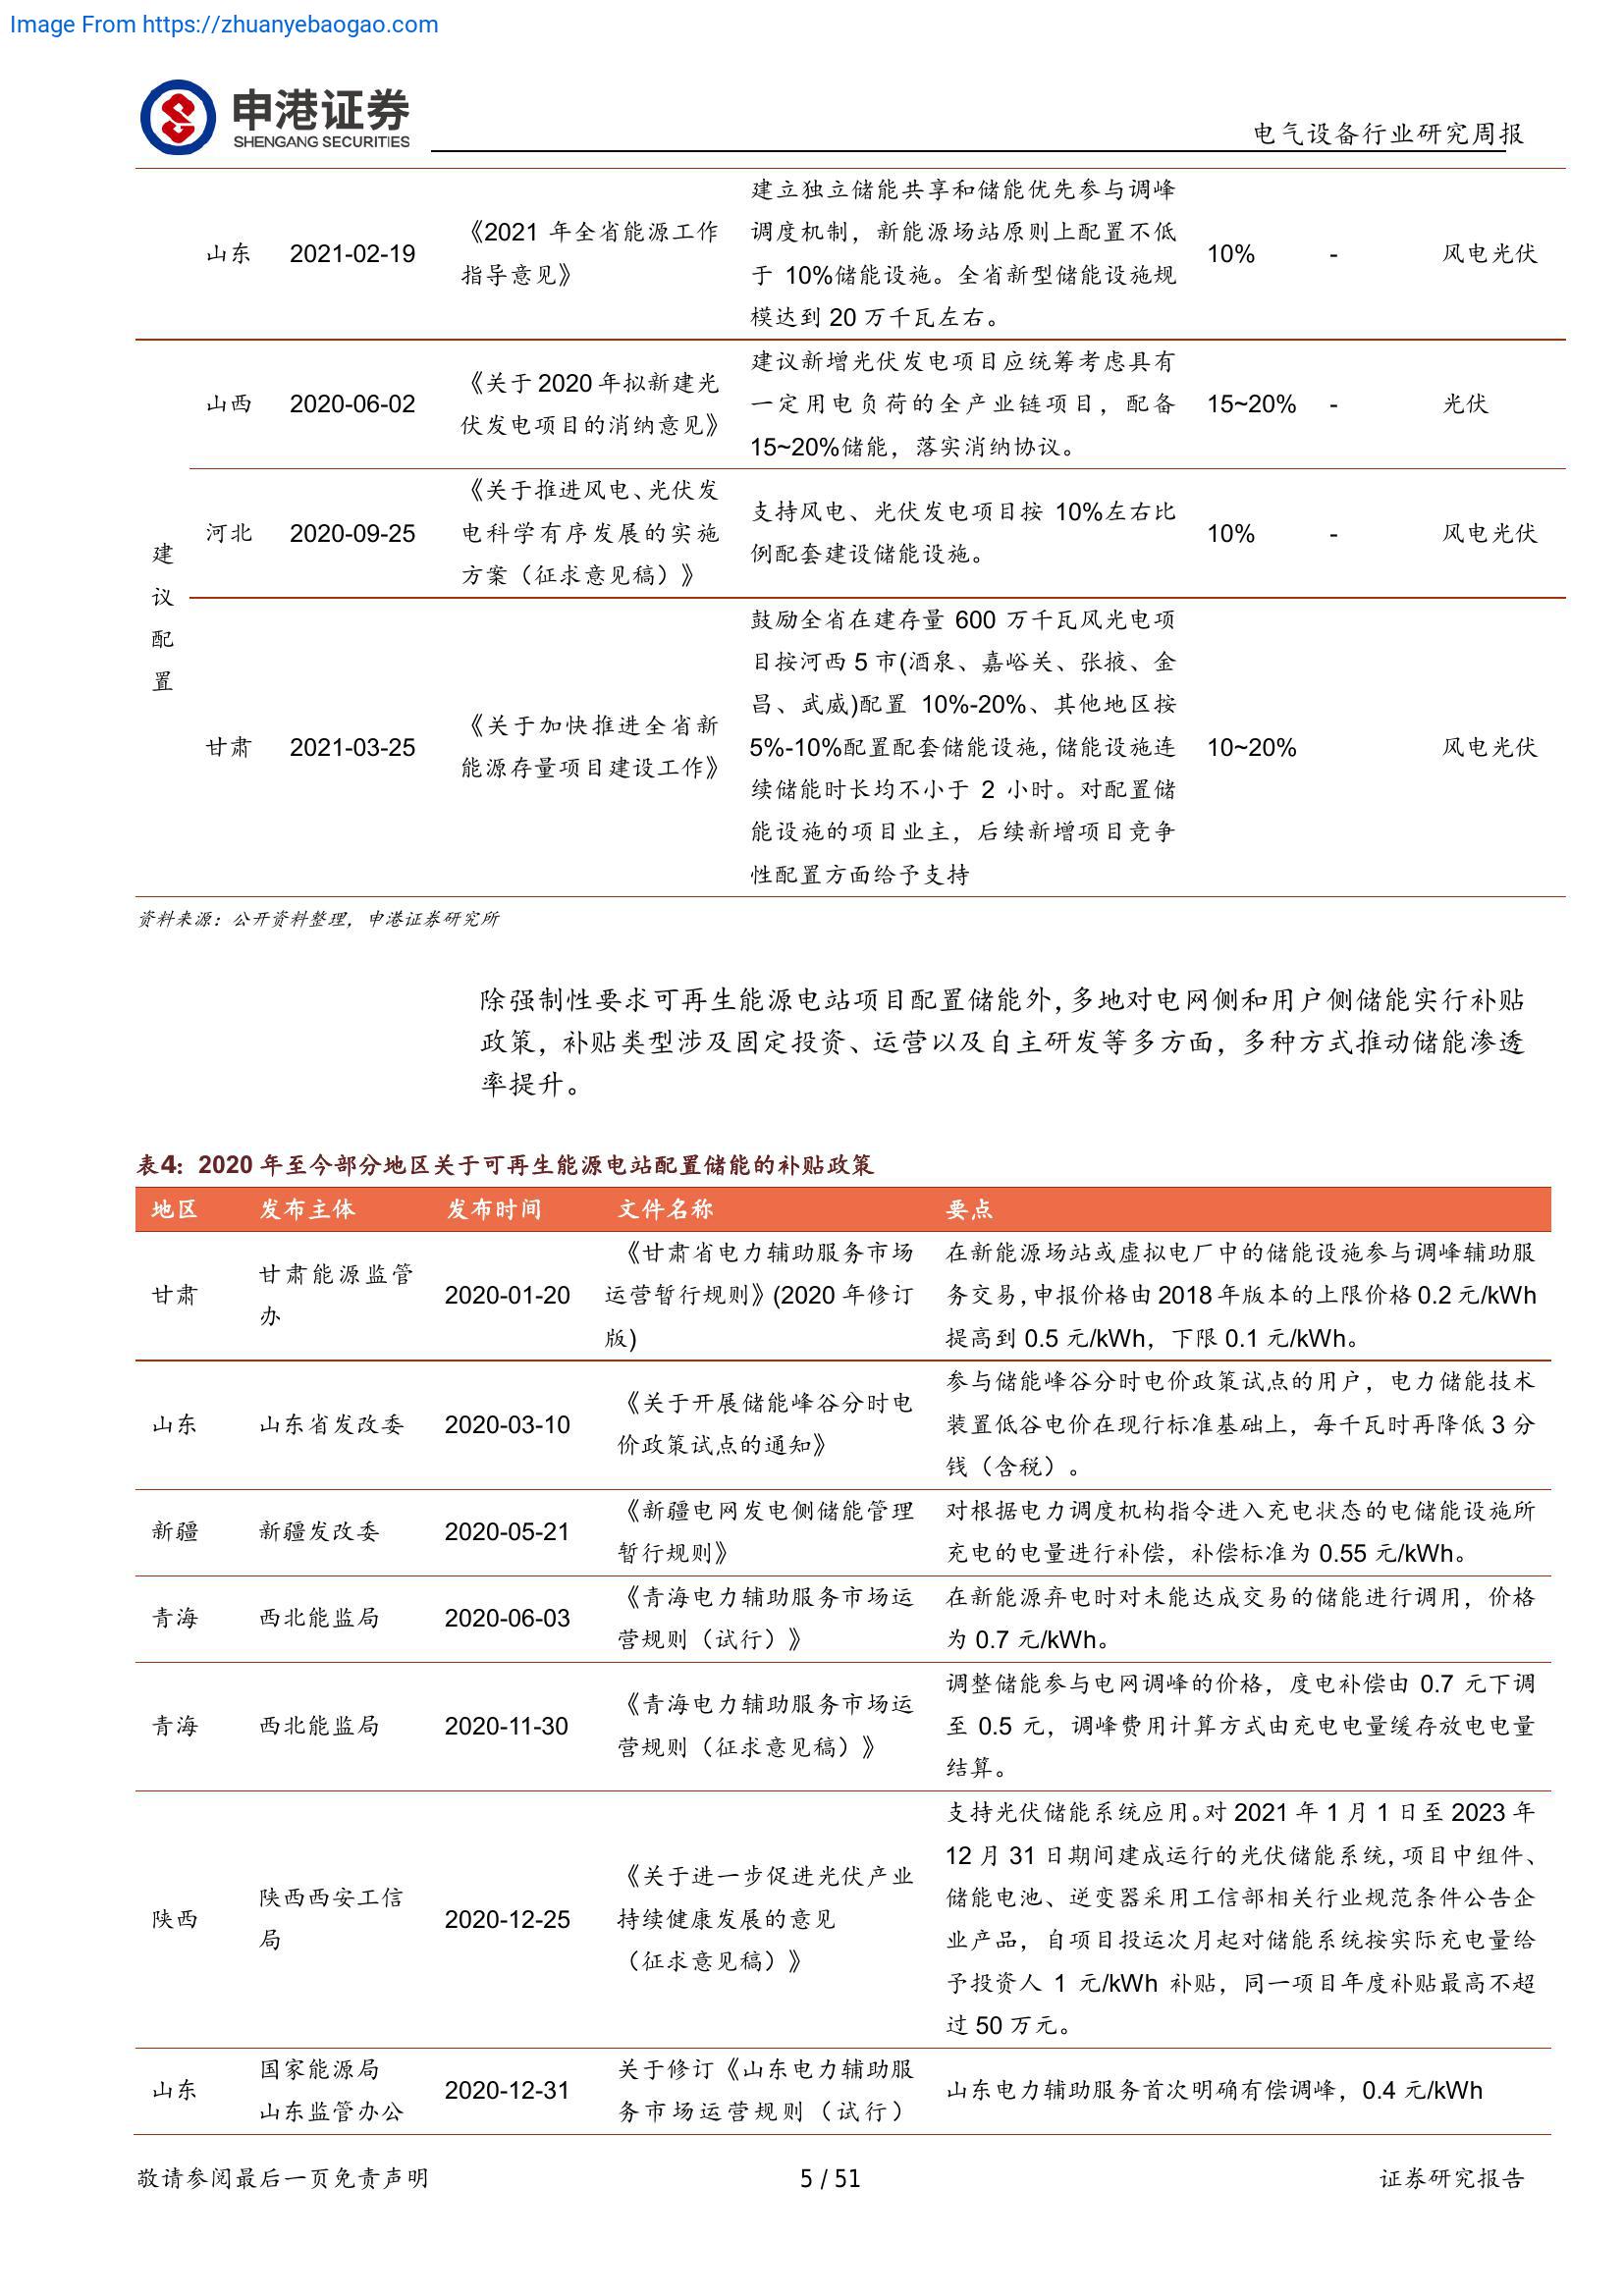 Image From https://zhuanyebaogao.com
申港证券
SHENGANG SECURITIES
电气设备行业研究周报
山东 2021-02-19
《2021 年全省能源工作
指导意见》
建立独立储能共享和储能优先参与调峰
调度机制，新能源场站原则上配置不低
于 10%储能设施。全省新型储能设施规
模达到 20 万千瓦左右。
10% - 风电光伏
建
议
配
置
山西 2020-06-02
《关于 2020 年拟新建光
伏发电项目的消纳意见》
建议新增光伏发电项目应统筹考虑具有
一定用电负荷的全产业链项目，配备
15~20%储能，落实消纳协议。
15~20% - 光伏
河北 2020-09-25
《关于推进风电、光伏发
电科学有序发展的实施
方案（征求意见稿）》
支持风电、光伏发电项目按 10%左右比
例配套建设储能设施。
10% - 风电光伏
甘肃 2021-03-25
《关于加快推进全省新
能源存量项目建设工作》
鼓励全省在建存量 600 万千瓦风光电项
目按河西 5 市(酒泉、嘉峪关、张掖、金
昌、武威)配置 10%-20%、其他地区按
5%-10%配置配套储能设施，储能设施连
续储能时长均不小于 2 小时。对配置储
能设施的项目业主，后续新增项目竞争
性配置方面给予支持
10~20% 风电光伏
资料来源：公开资料整理，申港证券研究所
除强制性要求可再生能源电站项目配置储能外，多地对电网侧和用户侧储能实行补贴
政策，补贴类型涉及固定投资、运营以及自主研发等多方面，多种方式推动储能渗透
率提升。
表4：2020 年至今部分地区关于可再生能源电站配置储能的补贴政策
地区 发布主体 发布时间 文件名称 要点
甘肃
甘肃能源监管
办
2020-01-20
《甘肃省电力辅助服务市场
运营暂行规则》(2020 年修订
版)
在新能源场站或虚拟电厂中的储能设施参与调峰辅助服
务交易，申报价格由 2018 年版本的上限价格 0.2 元/kWh
提高到 0.5 元/kWh，下限 0.1 元/kWh。
山东 山东省发改委 2020-03-10
《关于开展储能峰谷分时电
价政策试点的通知》
参与储能峰谷分时电价政策试点的用户，电力储能技术
装置低谷电价在现行标准基础上，每千瓦时再降低 3 分
钱（含税）。
新疆 新疆发改委 2020-05-21
《新疆电网发电侧储能管理
暂行规则》
对根据电力调度机构指令进入充电状态的电储能设施所
充电的电量进行补偿，补偿标准为 0.55 元/kWh。
青海 西北能监局 2020-06-03
《青海电力辅助服务市场运
营规则（试行）》
在新能源弃电时对未能达成交易的储能进行调用，价格
为 0.7 元/kWh。
青海 西北能监局 2020-11-30
《青海电力辅助服务市场运
营规则（征求意见稿）》
调整储能参与电网调峰的价格，度电补偿由 0.7 元下调
至 0.5 元，调峰费用计算方式由充电电量缓存放电电量
结算。
陕西
陕西西安工信
局
2020-12-25
《关于进一步促进光伏产业
持续健康发展的意见
（征求意见稿）》
支持光伏储能系统应用。对 2021 年 1 月 1 日至 2023 年
12 月 31 日期间建成运行的光伏储能系统，项目中组件、
储能电池、逆变器采用工信部相关行业规范条件公告企
业产品，自项目投运次月起对储能系统按实际充电量给
予投资人 1 元/kWh 补贴，同一项目年度补贴最高不超
过 50 万元。
山东
国家能源局
山东监管办公
2020-12-31
关于修订《山东电力辅助服
务市场运营规则（试行）
山东电力辅助服务首次明确有偿调峰，0.4 元/kWh
敬请参阅最后一页免责声明 5 / 51 证券研究报告